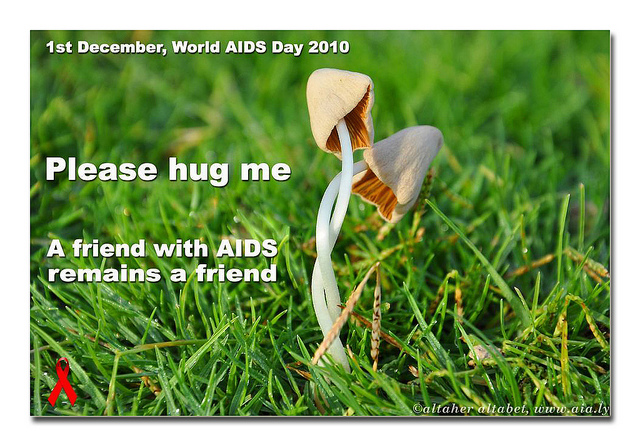 1st December, World AIDS Day 2010
Please hug me
A friend with AIDS
remains a friend
©altaher altabet, www.aia.ly